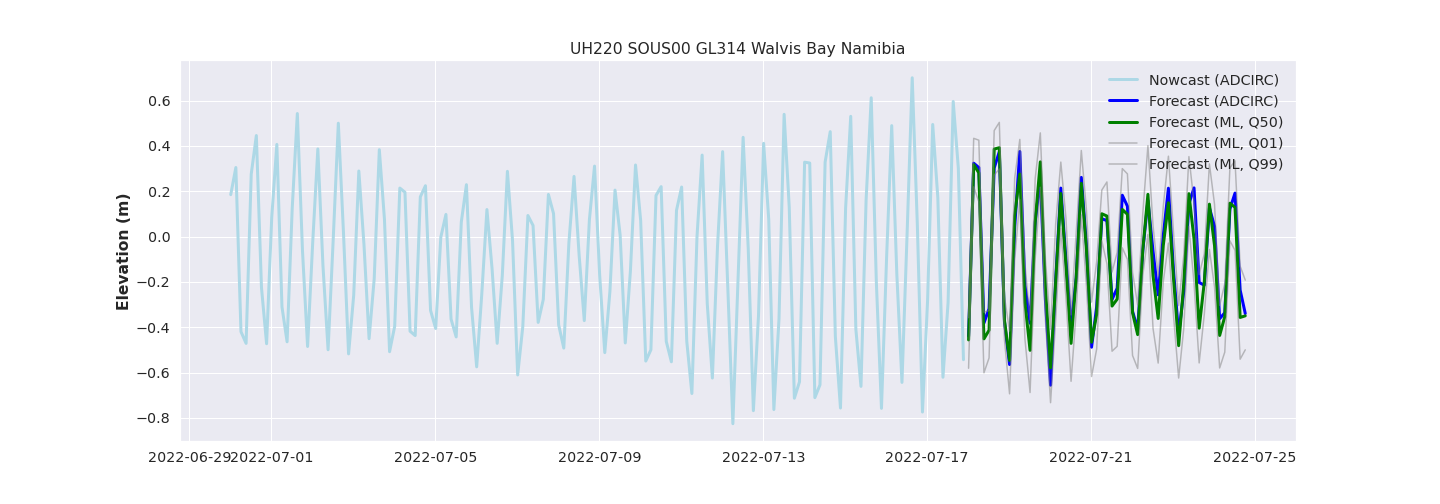 UH220 SOUS00 GL314 Walvis Bay Namibia
Nowcast (ADCIRC)
Forecast (ADCIRC)
Forecast (ML, Q50)
Forecast (ML, Q01)
Forecast (ML, Q99)
Elevation (m)
0.6
0.4
0.2
0.0
−0.2
−0.4
−0.6
−0.8
2022-06-29 2022-07-01 2022-07-05 2022-07-09 2022-07-13 2022-07-17 2022-07-21 2022-07-25